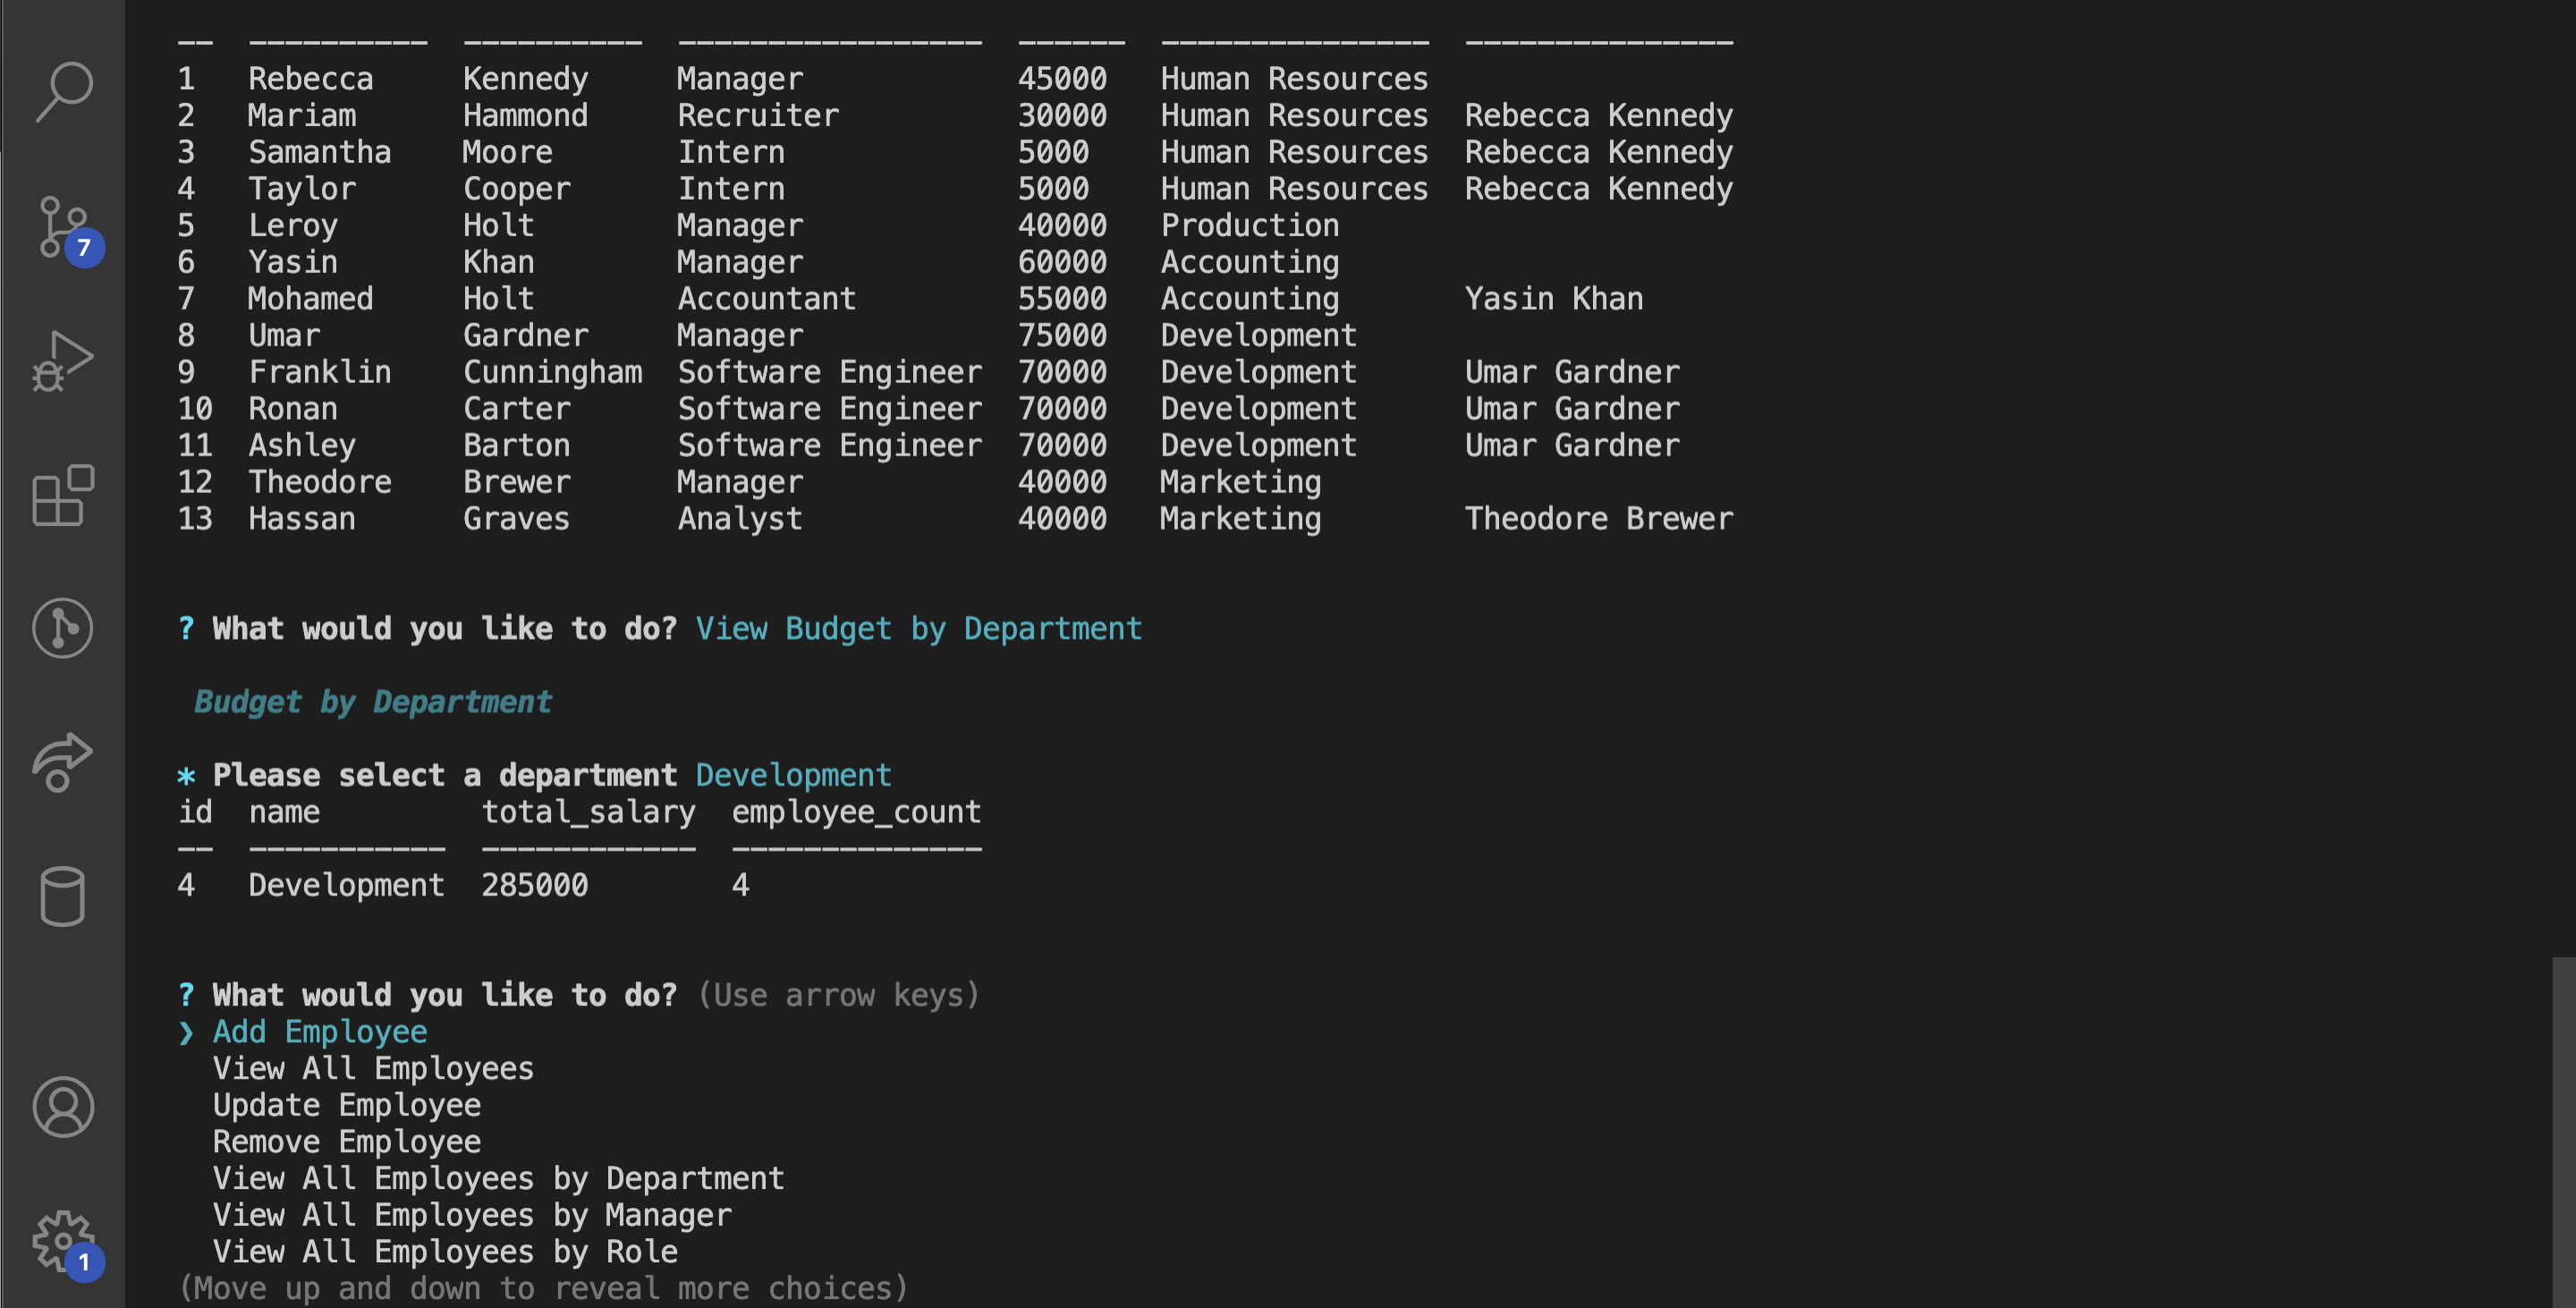 -- ---------- ---------- ----------------- ------ --------------- ---------------
1 Rebecca Kennedy Manager 45000 Human Resources
2 Mariam Hammond Recruiter 30000 Human Resources Rebecca Kennedy
3 Samantha Moore Intern 5000 Human Resources Rebecca Kennedy
4 Taylor Cooper Intern 5000 Human Resources Rebecca Kennedy
5 Leroy Holt Manager 40000 Production
6 Yasin Khan Manager 60000 Accounting
7 Mohamed Holt Accountant 55000 Accounting Yasin Khan
8 Umar Gardner Manager 75000 Development
9 Franklin Cunningham Software Engineer 70000 Development Umar Gardner
10 Ronan Carter Software Engineer 70000 Development Umar Gardner
11 Ashley Barton Software Engineer 70000 Development Umar Gardner
12 Theodore Brewer Manager 40000 Marketing
13 Hassan Graves Analyst 40000 Marketing Theodore Brewer
? What would you like to do? View Budget by Department
Budget by Department
* Please select a department Development
id name total_salary employee_count
-- ----------- ------------ --------------
4 Development 285000 4
? What would you like to do? (Use arrow keys)
❯ Add Employee
View All Employees
Update Employee
Remove Employee
View All Employees by Department
View All Employees by Manager
View All Employees by Role
(Move up and down to reveal more choices)
7
1